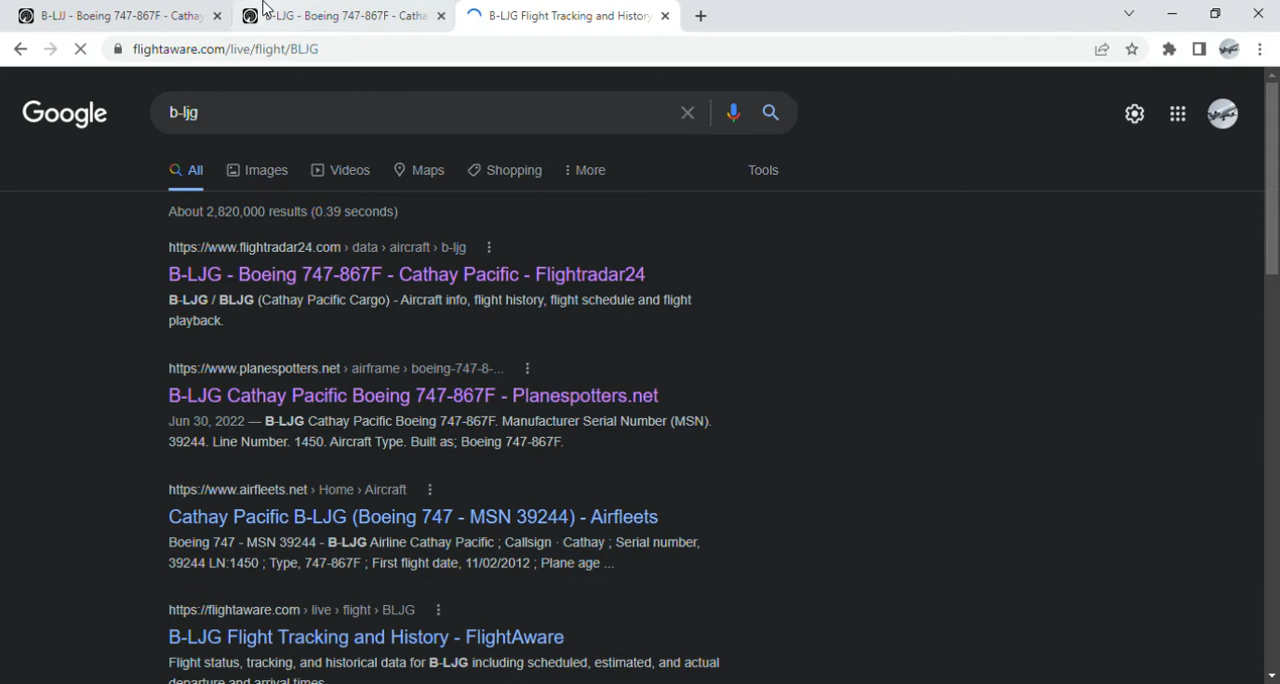 B-LJJ - Boeing 747-867F - Cathay
B-LJG - Boeing 747-867F - Catha
B-LJG Flight Tracking and History
flightaware.com/live/flight/BLJG
Google
b-ljg
All
Images
Videos
Maps
Shopping
More
Tools
About 2,820,000 results (0.39 seconds)
https://www.flightradar24.com › data › aircraft › b-ljg
B-LJG - Boeing 747-867F - Cathay Pacific - Flightradar24
B-LJG / BLJG (Cathay Pacific Cargo) - Aircraft info, flight history, flight schedule and flight
playback.
https://www.planespotters.net › airframe › boeing-747-8-...
B-LJG Cathay Pacific Boeing 747-867F - Planespotters.net
Jun 30, 2022 — B-LJG Cathay Pacific Boeing 747-867F. Manufacturer Serial Number (MSN).
39244. Line Number. 1450. Aircraft Type. Built as; Boeing 747-867F.
https://www.airfleets.net › Home › Aircraft
Cathay Pacific B-LJG (Boeing 747 - MSN 39244) - Airfleets
Boeing 747 - MSN 39244 - B-LJG Airline Cathay Pacific ; Callsign · Cathay ; Serial number,
39244 LN:1450 ; Type, 747-867F ; First flight date, 11/02/2012 ; Plane age ...
https://flightaware.com › live › flight › BLJG
B-LJG Flight Tracking and History - FlightAware
Flight status, tracking, and historical data for B-LJG including scheduled, estimated, and actual
departure and arrival times.